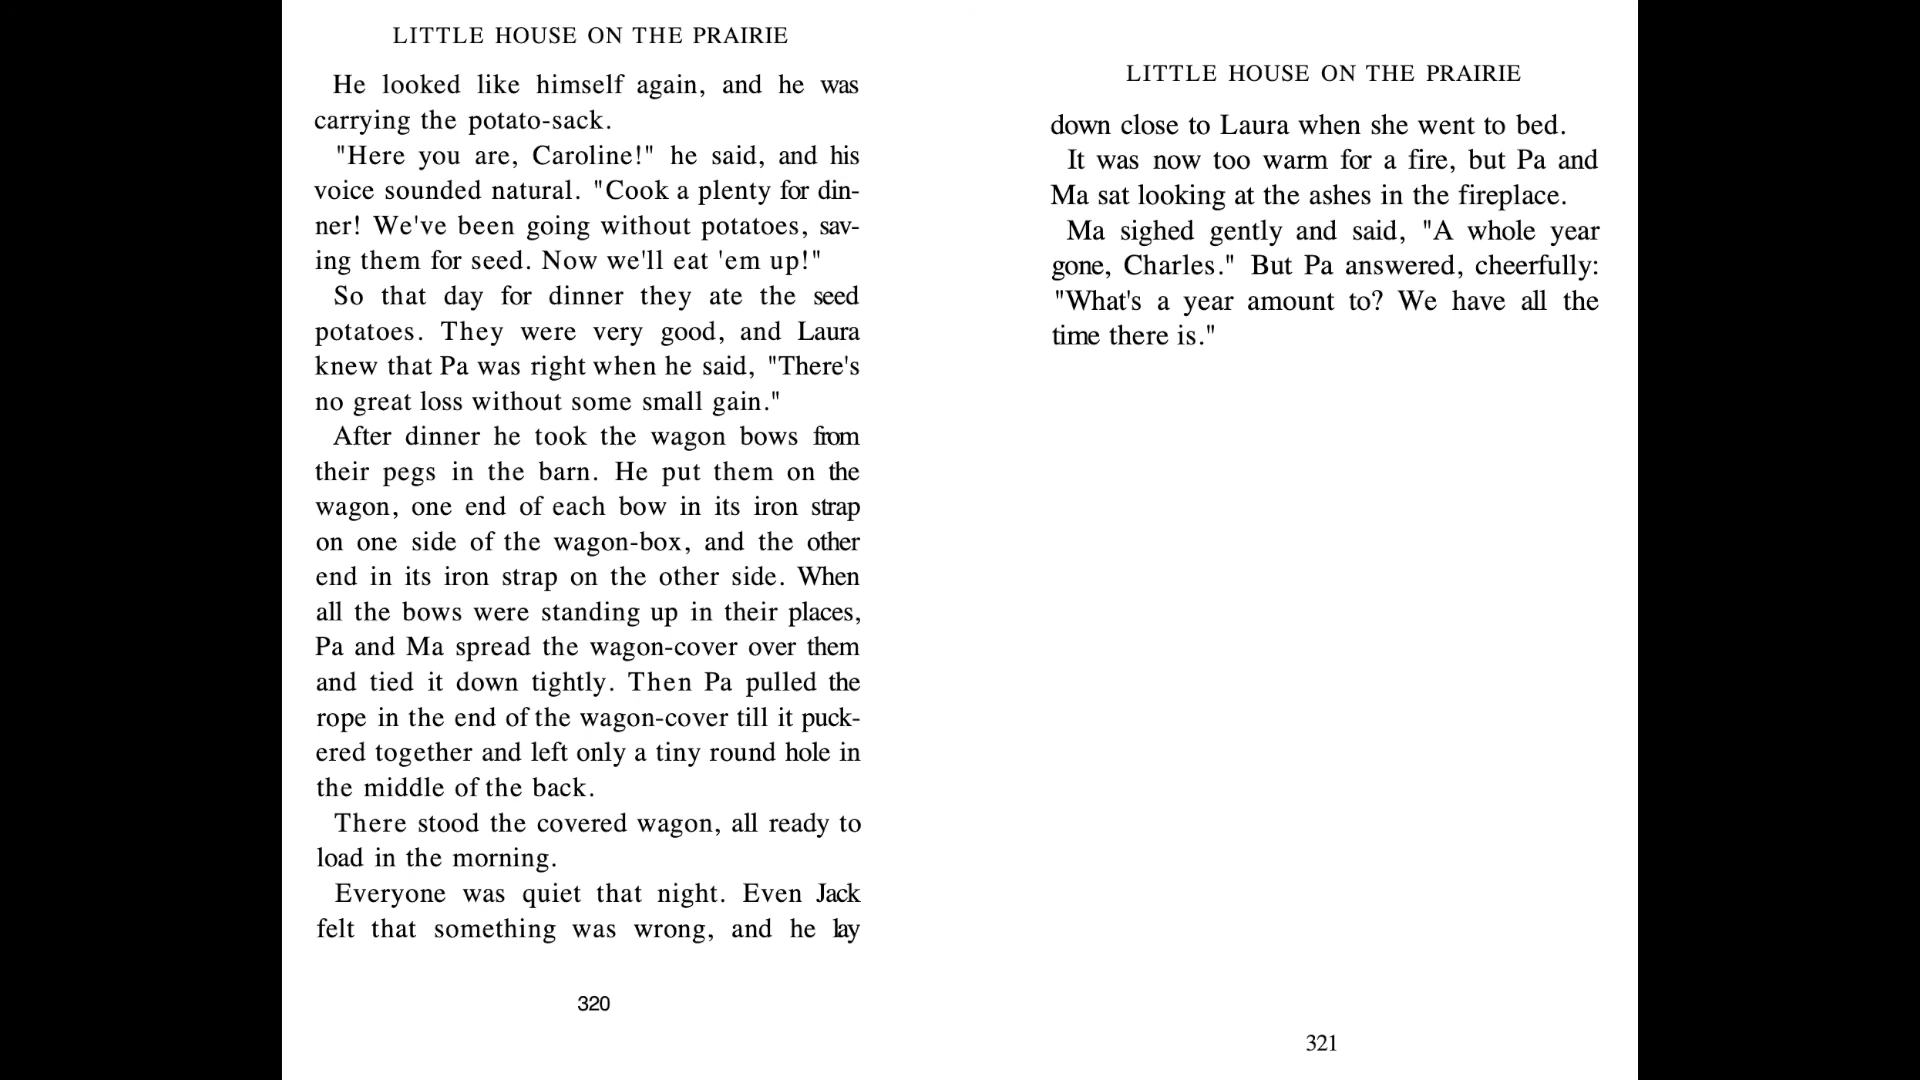 LITTLE HOUSE ON THE PRAIRIE
He looked like himself again, and he was
carrying the potato-sack.
"Here you are, Caroline!" he said, and his
voice sounded natural. "Cook a plenty for din-
ner! We've been going without potatoes, sav-
ing them for seed. Now we'll eat 'em up!"
So that day for dinner they ate the seed
potatoes. They were very good, and Laura
knew that Pa was right when he said, "There's
no great loss without some small gain."
After dinner he took the wagon bows from
their pegs in the barn. He put them on the
wagon, one end of each bow in its iron strap
on one side of the wagon-box, and the other
end in its iron strap on the other side. When
all the bows were standing up in their places,
Pa and Ma spread the wagon-cover over them
and tied it down tightly. Then Pa pulled the
rope in the end of the wagon-cover till it puck-
ered together and left only a tiny round hole in
the middle of the back.
There stood the covered wagon, all ready to
load in the morning.
Everyone was quiet that night. Even Jack
felt that something was wrong, and he lay
320
LITTLE HOUSE ON THE PRAIRIE
down close to Laura when she went to bed.
It was now too warm for a fire, but Pa and
Ma sat looking at the ashes in the fireplace.
Ma sighed gently and said, "A whole year
gone, Charles." But Pa answered, cheerfully:
"What's a year amount to? We have all the
time there is."
321